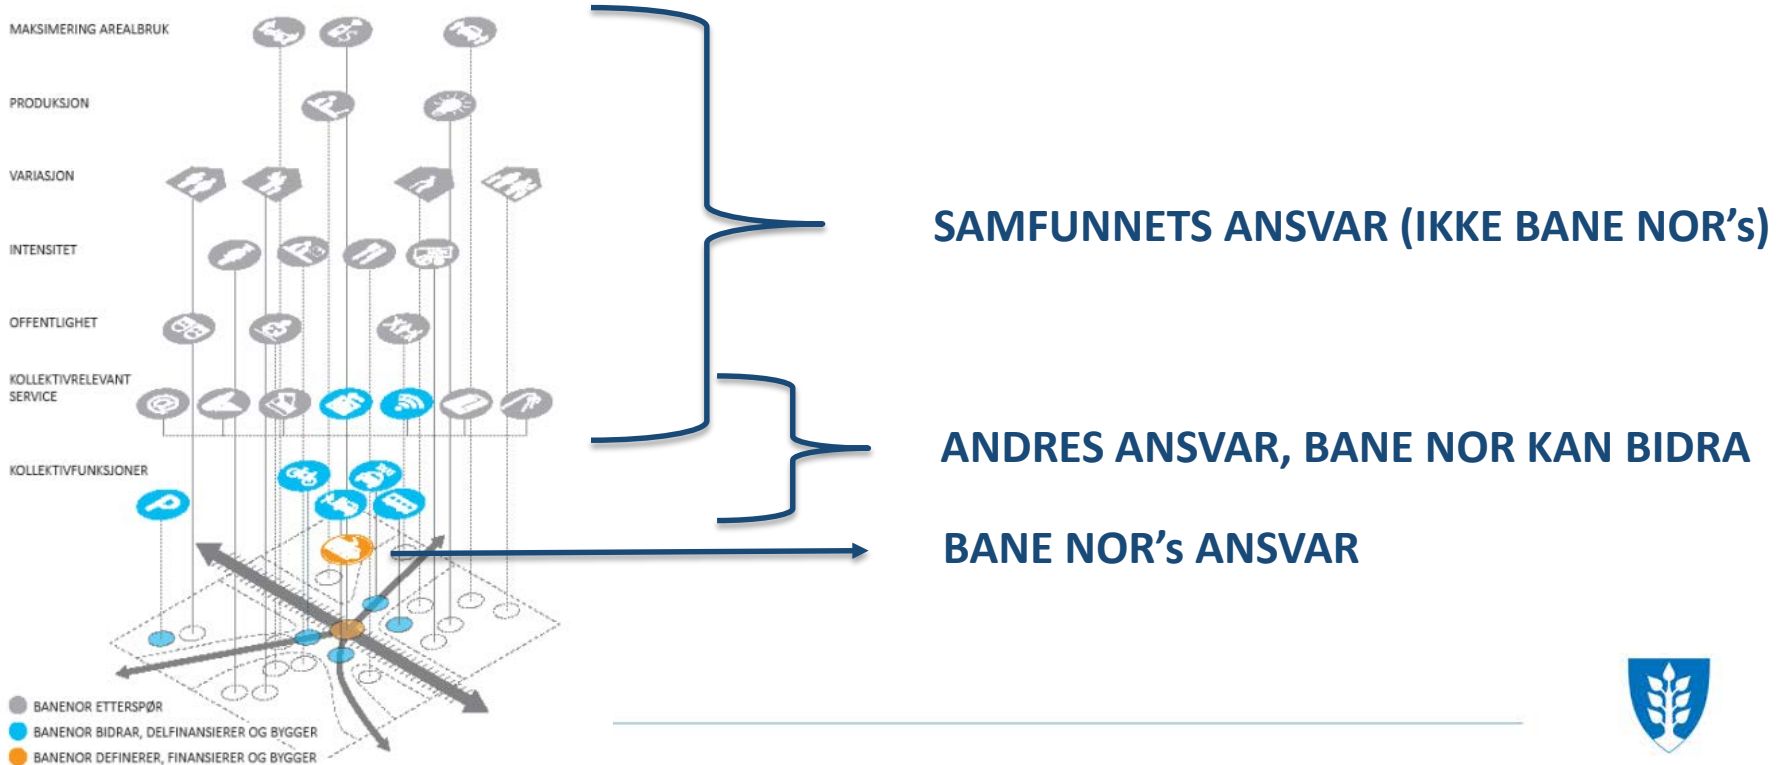 MAKSIMERING AREALBRUK
PRODUKSJON
VARIASJON
INTENSITET
OFFENTLIGHET
KOLLEKTIVRELEVANT
SERVICE
@
KOLLEKTIVFUNKSJONER
P
BANENOR ETTERSPØR
BANENOR BIDRAR, DELFINANSIERER OG BYGGER
BANENOR DEFINERER, FINANSIERER OG BYGGER
SAMFUNNETS ANSVAR (IKKE BANE NOR's)
ANDRES ANSVAR, BANE NOR KAN BIDRA
BANE NOR's ANSVAR